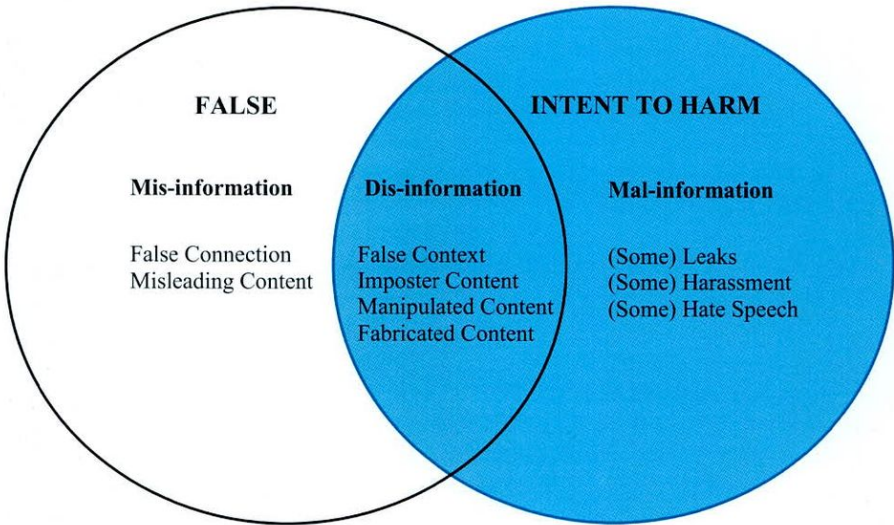 FALSE
INTENT TO HARM
Mis-information
Dis-information
Mal-information
False Connection
Misleading Content
False Context
Imposter Content
Manipulated Content
Fabricated Content
(Some) Leaks
(Some) Harassment
(Some) Hate Speech